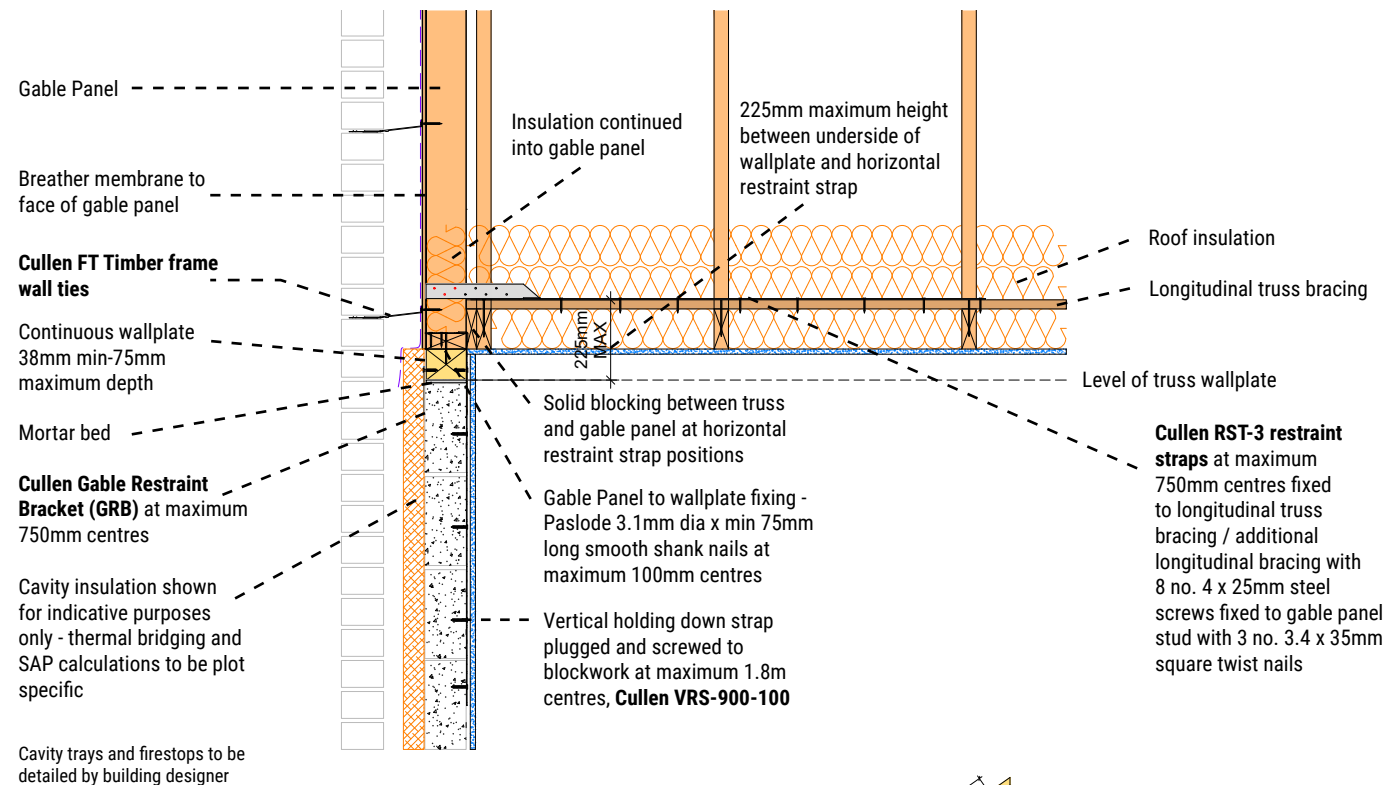 Gable Panel
Breather membrane to
face of gable panel
Cullen FT Timber frame
wall ties
Continuous wallplate
38mm min-75mm
maximum depth
Mortar bed
Cullen Gable Restraint
Bracket (GRB) at maximum
750mm centres
Cavity insulation shown
for indicative purposes
only - thermal bridging and
SAP calculations to be plot
specific
Cavity trays and firestops to be
detailed by building designer
Insulation continued
into gable panel
225mm maximum height
between underside of
wallplate and horizontal
restraint strap
225mm
MAX
Solid blocking between truss
and gable panel at horizontal
restraint strap positions
Gable Panel to wallplate fixing -
Paslode 3.1mm dia x min 75mm
long smooth shank nails at
maximum 100mm centres
Vertical holding down strap
plugged and screwed to
blockwork at maximum 1.8m
centres, Cullen VRS-900-100
Roof insulation
Longitudinal truss bracing
Level of truss wallplate
Cullen RST-3 restraint
straps at maximum
750mm centres fixed
to longitudinal truss
bracing / additional
longitudinal bracing with
8 no. 4 x 25mm steel
screws fixed to gable panel
stud with 3 no. 3.4 x 35mm
square twist nails